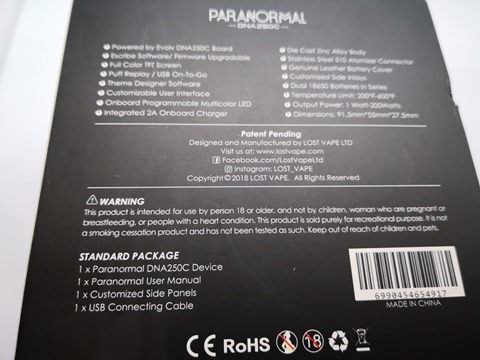 PARANORMAL
DNA250C
Powered by Evolv DNA250C Board
Escribe Software/ Firmware Upgradable
Full Color TFT Screen
Puff Replay / USB On-To-Go
Theme Designer Software
Customizable User Interface
Onboard Programmable Multicolor LED
Integrated 2A Onboard Charger
Die Cast Zinc Alloy Body
Stainless Steel 510 Atomizer Connector
Genuine Leather Battery Cover
Customised Side Inlays
Dual 18650 Batteries in Series
Temperature Limit: 200°F-600°F
Output Power: 1 Watt-200Watts
Dimensions: 91.5mm*55mm*27.5mm
Patent Pending
Designed and Manufactured by LOST VAPE LTD
Visit us at: www.lostvape.com
Facebook.com/LostVapeLtd
Instagram: LOST_VAPE
Copyright © 2018 LOST VAPE. All Rights Reserved
WARNING
This product is intended for use by person 18 or older, and not by children, woman who are pregnant or
breastfeeding, or people with a heart condition. This product is sold purely for recreational purpose. It is not
a smoking cessation product and has not been tested as such. Keep out of reach of children and pets.
STANDARD PACKAGE
1 x Paranormal DNA250C Device
1 x Paranormal User Manual
1 x Customized Side Panels
1 x USB Connecting Cable
6990454654917
MADE IN CHINA
CE RoHS 18